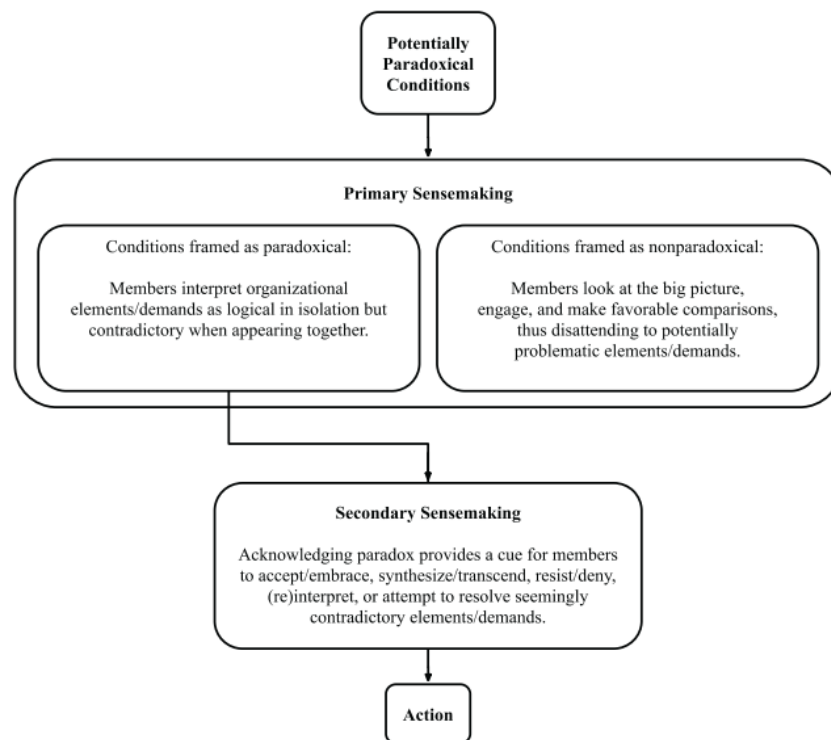 Potentially
Paradoxical
Conditions
Primary Sensemaking
Conditions framed as paradoxical:
Members interpret organizational
elements/demands as logical in isolation but
contradictory when appearing together.
Conditions framed as nonparadoxical:
Members look at the big picture,
engage, and make favorable comparisons,
thus disattending to potentially
problematic elements/demands.
Secondary Sensemaking
Acknowledging paradox provides a cue for members
to accept/embrace, synthesize/transcend, resist/deny,
(re)interpret, or attempt to resolve seemingly
contradictory elements/demands.
Action